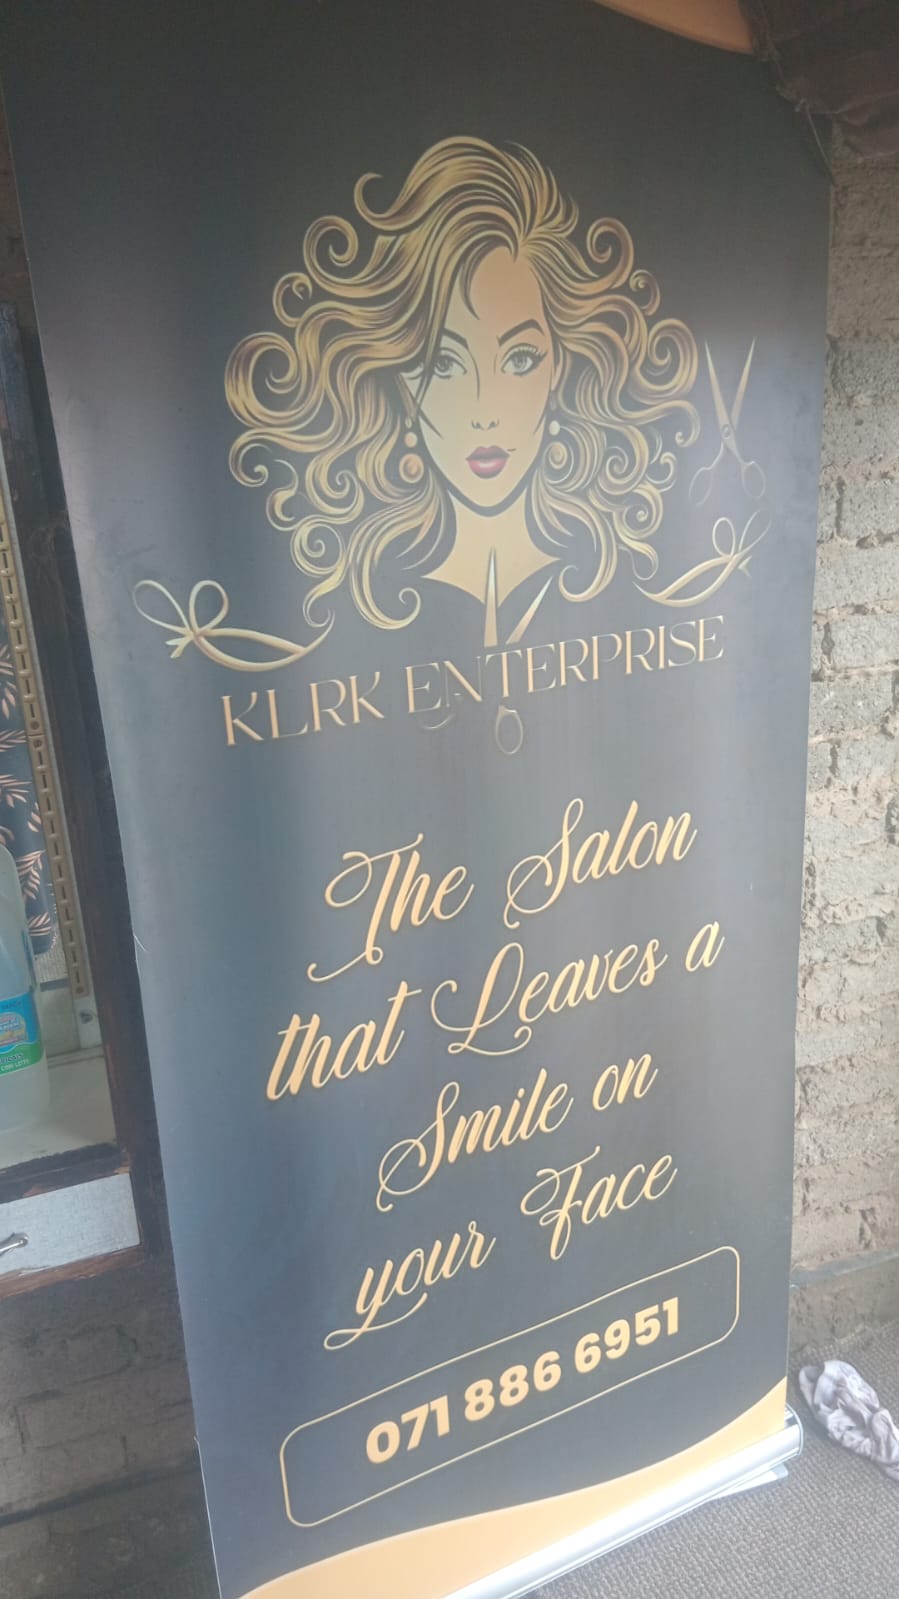 KLRK ENTERPRISE
The Salon
that Leaves a
Smile on
your Face
071 886 6951